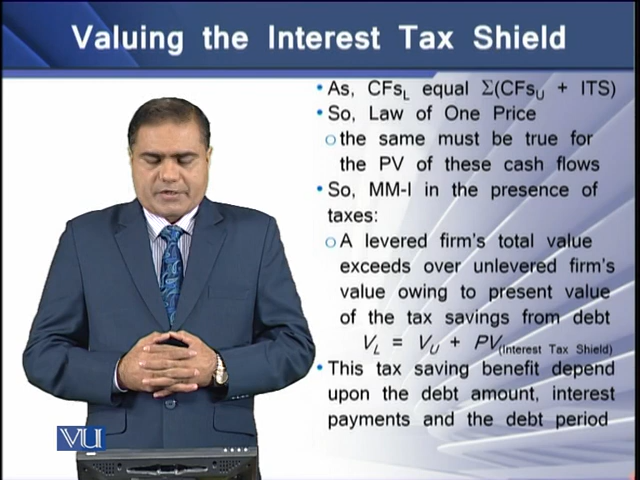 Valuing the Interest Tax Shield
• As, CFsL equal Σ(CFsU + ITS)
• So, Law of One Price
o the same must be true for
the PV of these cash flows
• So, MM-I in the presence of
taxes:
o A levered firm's total value
exceeds over unlevered firm's
value owing to present value
of the tax savings from debt
VL = VU + PV(Interest Tax Shield)
• This tax saving benefit depend
upon the debt amount, interest
payments and the debt period
VU